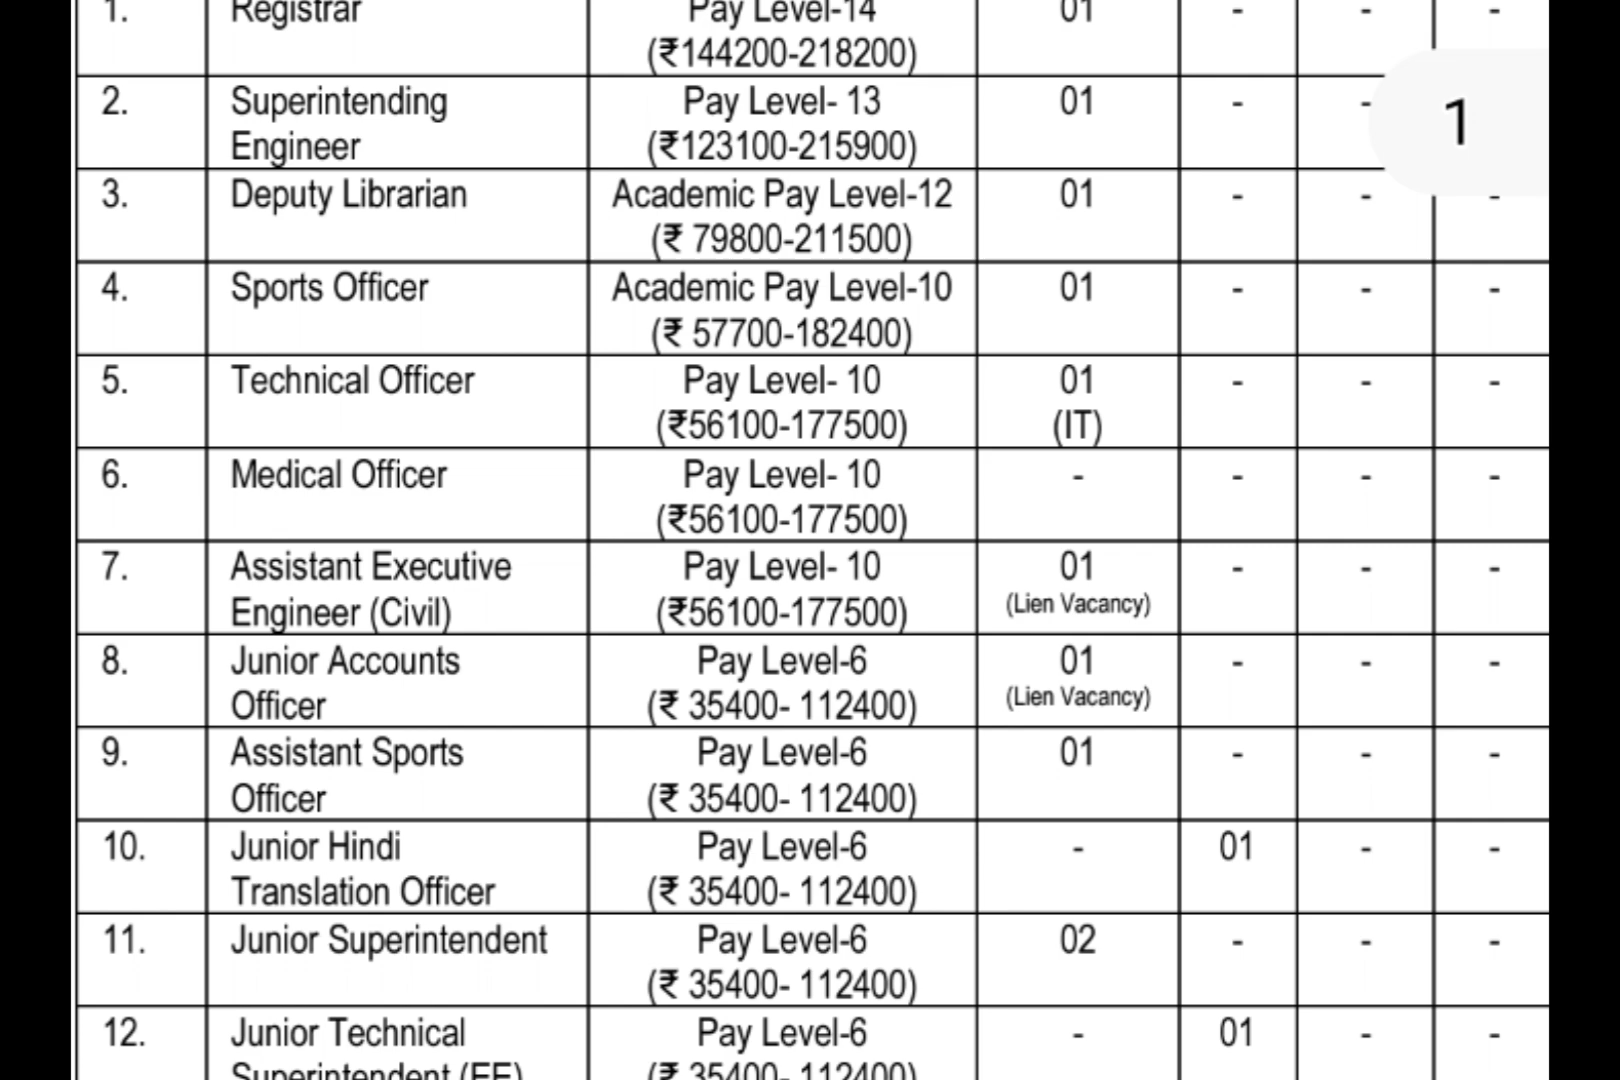 1. Registrar Pay Level-14 01 - - -
(₹144200-218200)
2. Superintending Pay Level- 13 01 - -
Engineer (₹123100-215900)
1
3. Deputy Librarian Academic Pay Level-12 01 - - -
(₹ 79800-211500)
4. Sports Officer Academic Pay Level-10 01 - - -
(₹ 57700-182400)
5. Technical Officer Pay Level- 10 01 - - -
(₹56100-177500) (IT)
6. Medical Officer Pay Level- 10 - - - -
(₹56100-177500)
7. Assistant Executive Pay Level- 10 01 - - -
Engineer (Civil) (₹56100-177500) (Lien Vacancy)
8. Junior Accounts Pay Level-6 01 - - -
Officer (₹ 35400- 112400) (Lien Vacancy)
9. Assistant Sports Pay Level-6 01 - - -
Officer (₹ 35400- 112400)
10. Junior Hindi Pay Level-6 - 01 - -
Translation Officer (₹ 35400- 112400)
11. Junior Superintendent Pay Level-6 02 - - -
(₹ 35400- 112400)
12. Junior Technical Pay Level-6 - 01 - -
Superintendent (₹ 35400- 112400)